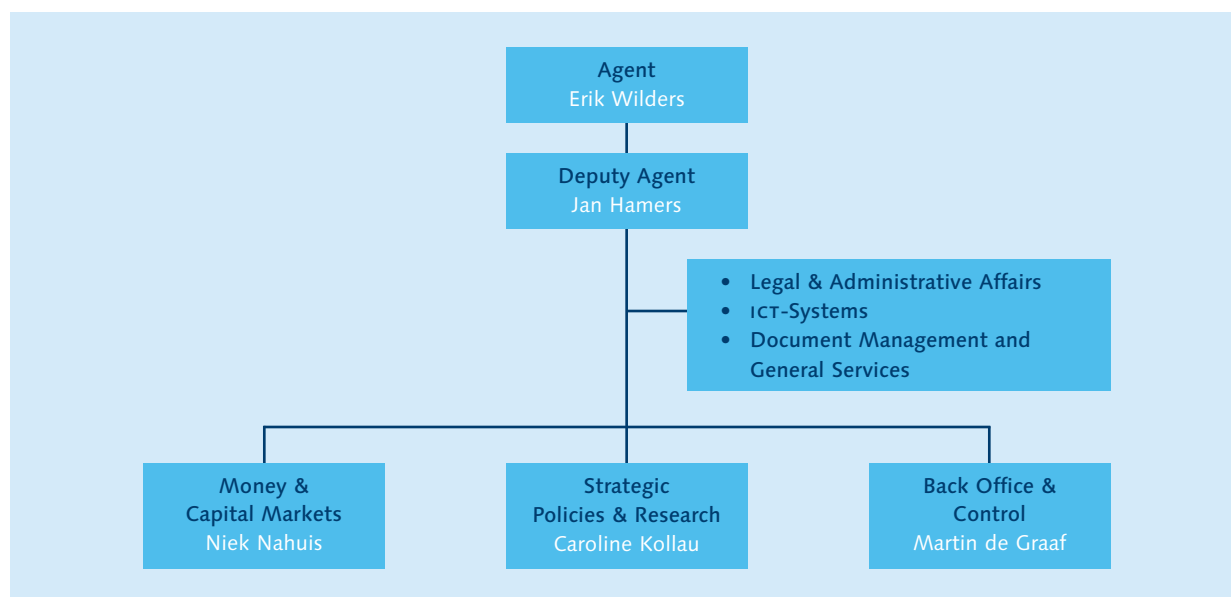 Agent
Erik Wilders
Deputy Agent
Jan Hamers
• Legal & Administrative Affairs
• ICT-Systems
• Document Management and
General Services
Money &
Capital Markets
Niek Nahuis
Strategic
Policies & Research
Caroline Kollau
Back Office &
Control
Martin de Graaf